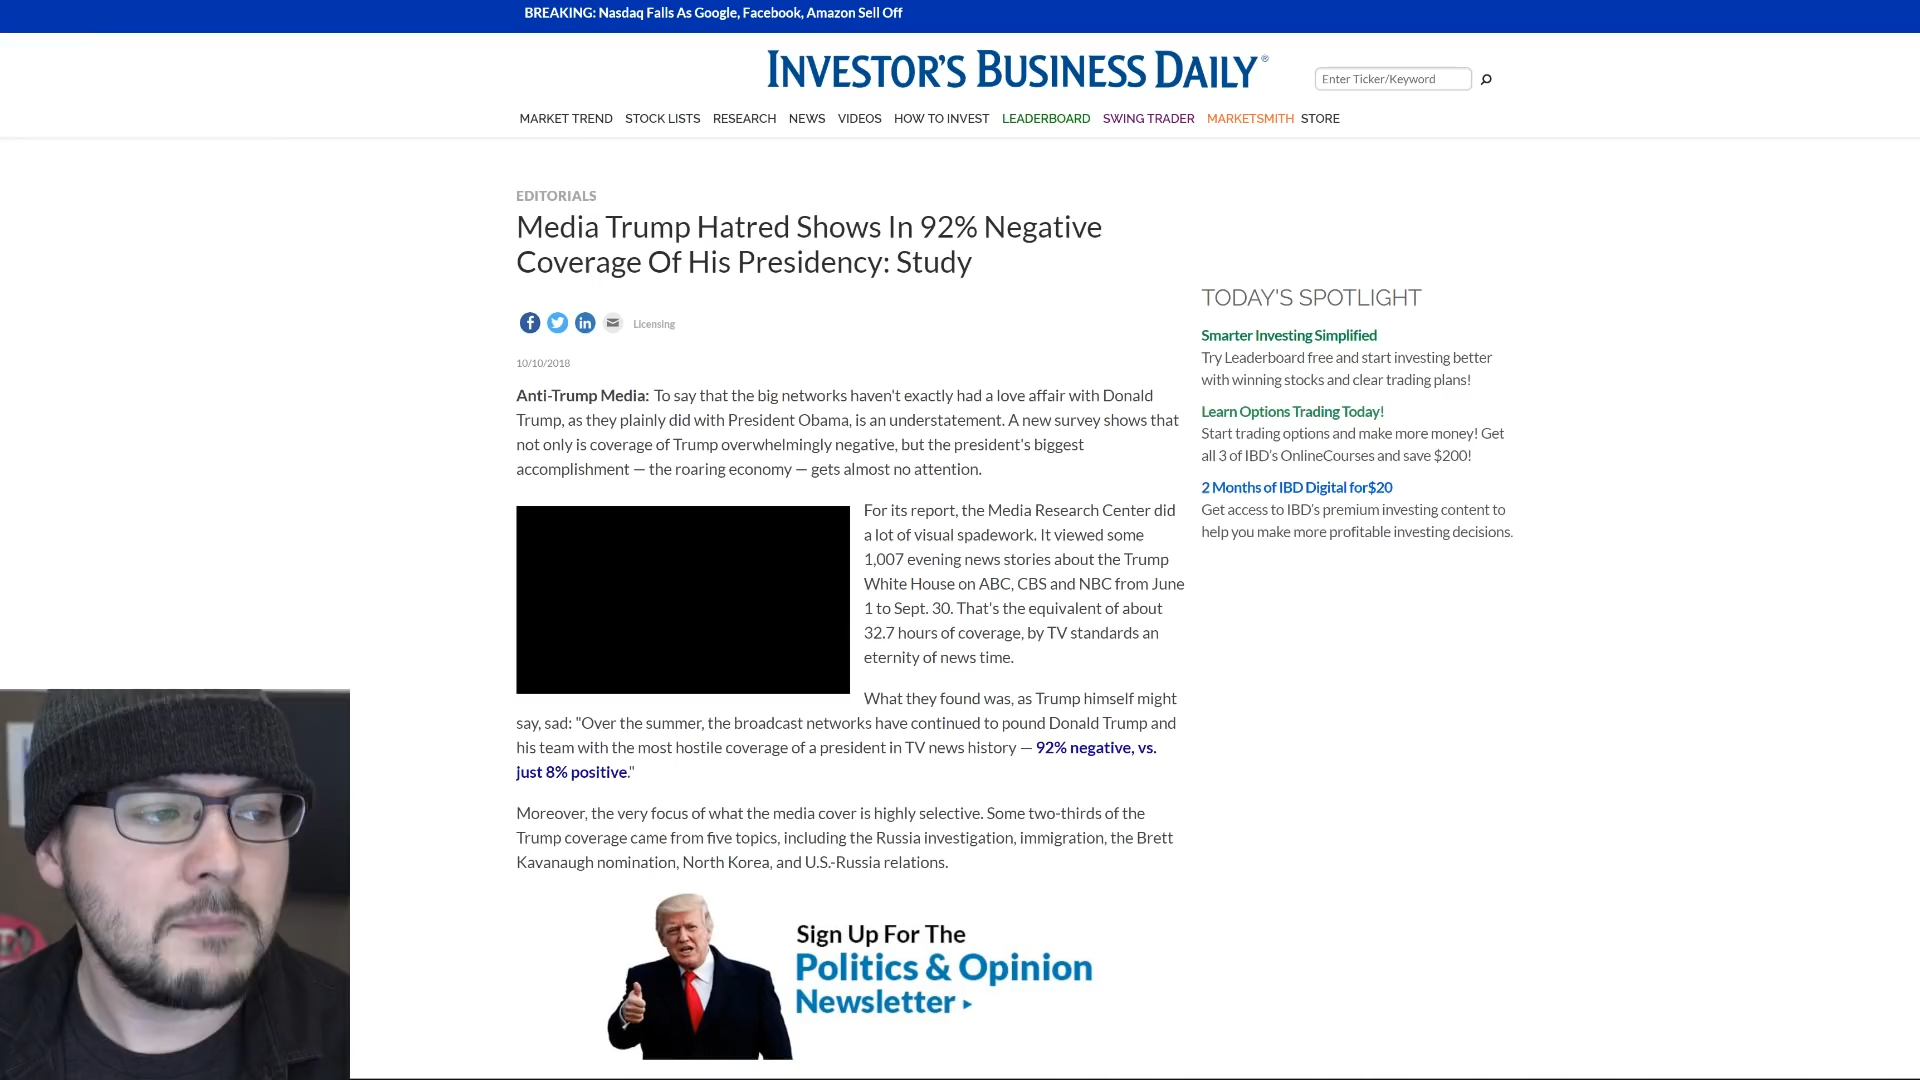 BREAKING: Nasdaq Falls As Google, Facebook, Amazon Sell Off
INVESTOR'S BUSINESS DAILY®
Enter Ticker/Keyword
MARKET TREND STOCK LISTS RESEARCH NEWS VIDEOS HOW TO INVEST LEADERBOARD SWING TRADER MARKETSMITH STORE
EDITORIALS
Media Trump Hatred Shows In 92% Negative
Coverage Of His Presidency: Study
Licensing
10/10/2018
Anti-Trump Media: To say that the big networks haven't exactly had a love affair with Donald
Trump, as they plainly did with President Obama, is an understatement. A new survey shows that
not only is coverage of Trump overwhelmingly negative, but the president's biggest
accomplishment — the roaring economy — gets almost no attention.
For its report, the Media Research Center did
a lot of visual spadework. It viewed some
1,007 evening news stories about the Trump
White House on ABC, CBS and NBC from June
1 to Sept. 30. That's the equivalent of about
32.7 hours of coverage, by TV standards an
eternity of news time.
What they found was, as Trump himself might
say, sad: "Over the summer, the broadcast networks have continued to pound Donald Trump and
his team with the most hostile coverage of a president in TV news history — 92% negative, vs.
just 8% positive."
Moreover, the very focus of what the media cover is highly selective. Some two-thirds of the
Trump coverage came from five topics, including the Russia investigation, immigration, the Brett
Kavanaugh nomination, North Korea, and U.S.-Russia relations.
Sign Up For The
Politics & Opinion
Newsletter
TODAY'S SPOTLIGHT
Smarter Investing Simplified
Try Leaderboard free and start investing better
with winning stocks and clear trading plans!
Learn Options Trading Today!
Start trading options and make more money! Get
all 3 of IBD's OnlineCourses and save $200!
2 Months of IBD Digital for$20
Get access to IBD's premium investing content to
help you make more profitable investing decisions.